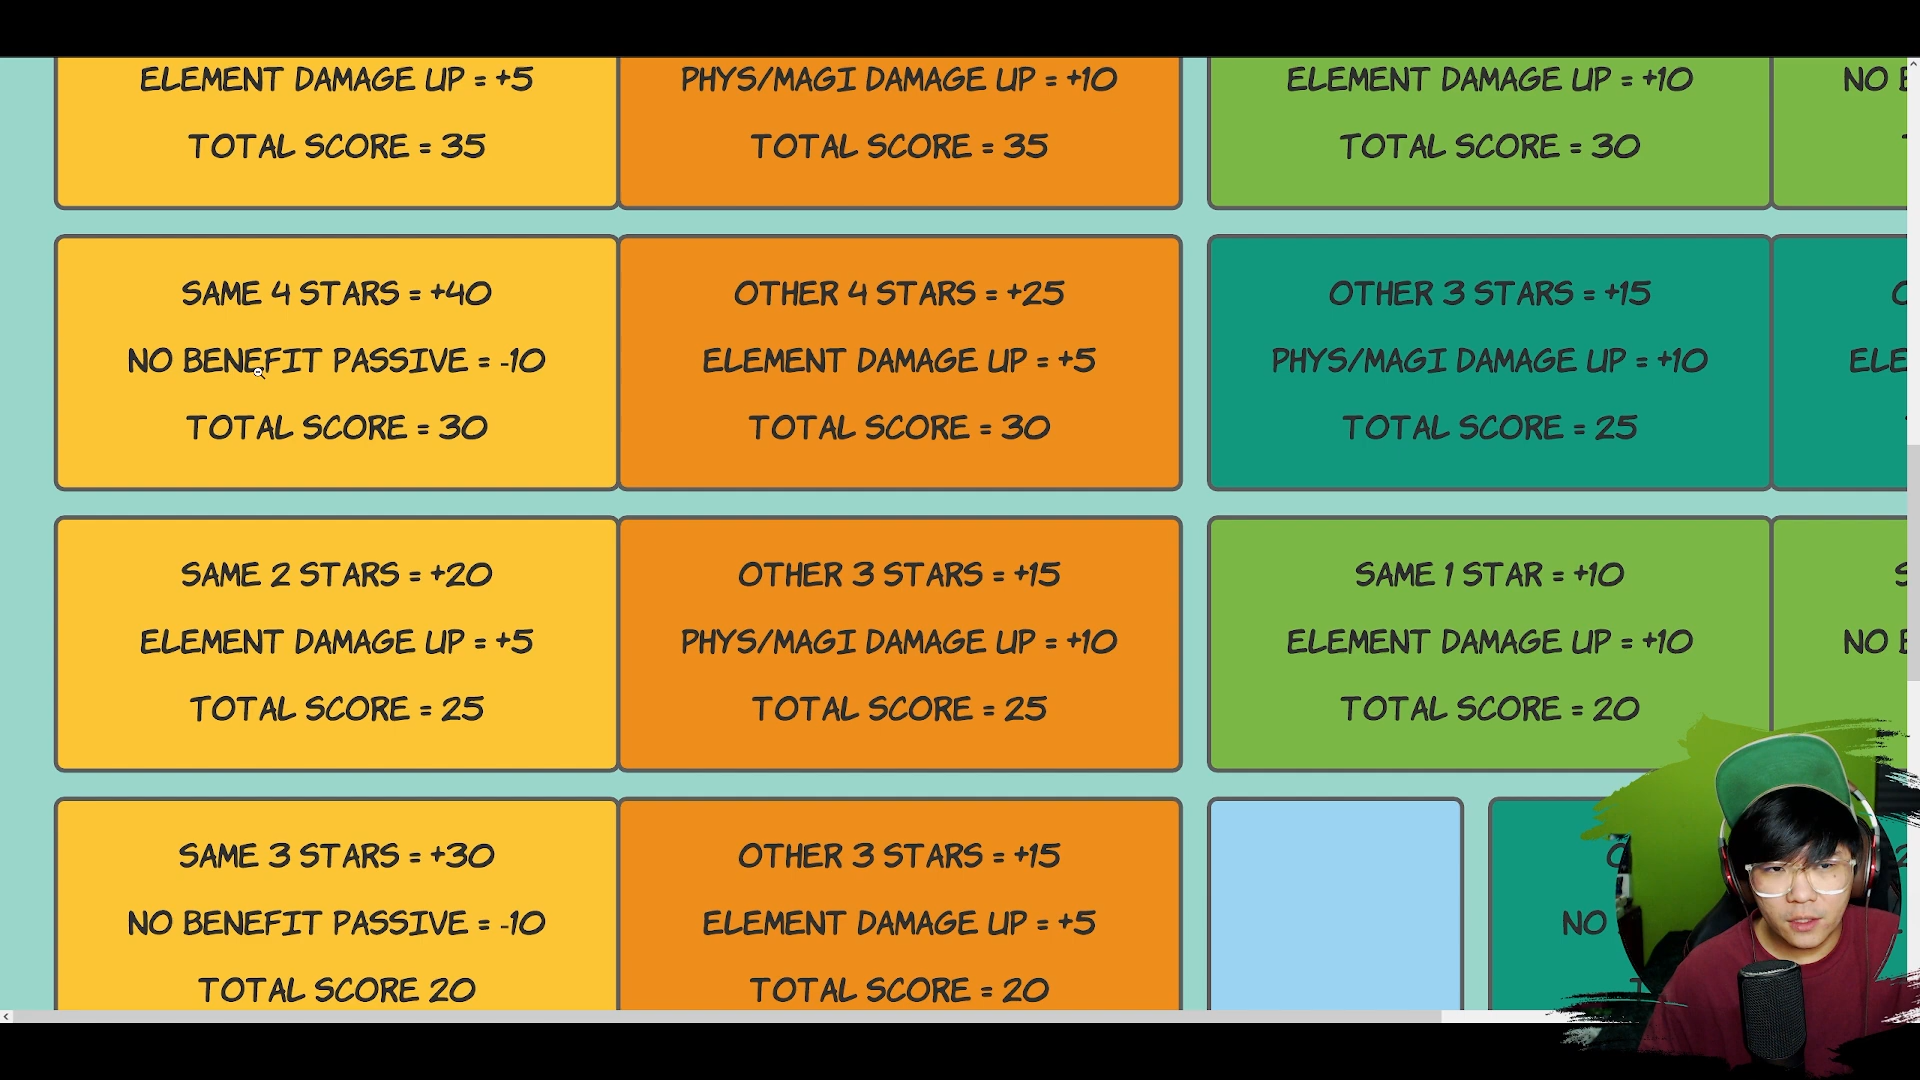 ELEMENT DAMAGE UP = +5
TOTAL SCORE = 35
PHYS/MAGI DAMAGE UP = +10
TOTAL SCORE = 35
ELEMENT DAMAGE UP = +10
TOTAL SCORE = 30
NO
SAME 4 STARS = +40
NO BENEFIT PASSIVE = -10
TOTAL SCORE = 30
OTHER 4 STARS = +25
ELEMENT DAMAGE UP = +5
TOTAL SCORE = 30
OTHER 3 STARS = +15
PHYS/MAGI DAMAGE UP = +10
TOTAL SCORE = 25
SAME 2 STARS = +20
ELEMENT DAMAGE UP = +5
TOTAL SCORE = 25
OTHER 3 STARS = +15
PHYS/MAGI DAMAGE UP = +10
TOTAL SCORE = 25
SAME 1 STAR = +10
ELEMENT DAMAGE UP = +10
TOTAL SCORE = 20
NO
SAME 3 STARS = +30
NO BENEFIT PASSIVE = -10
TOTAL SCORE 20
OTHER 3 STARS = +15
ELEMENT DAMAGE UP = +5
TOTAL SCORE = 20
NO